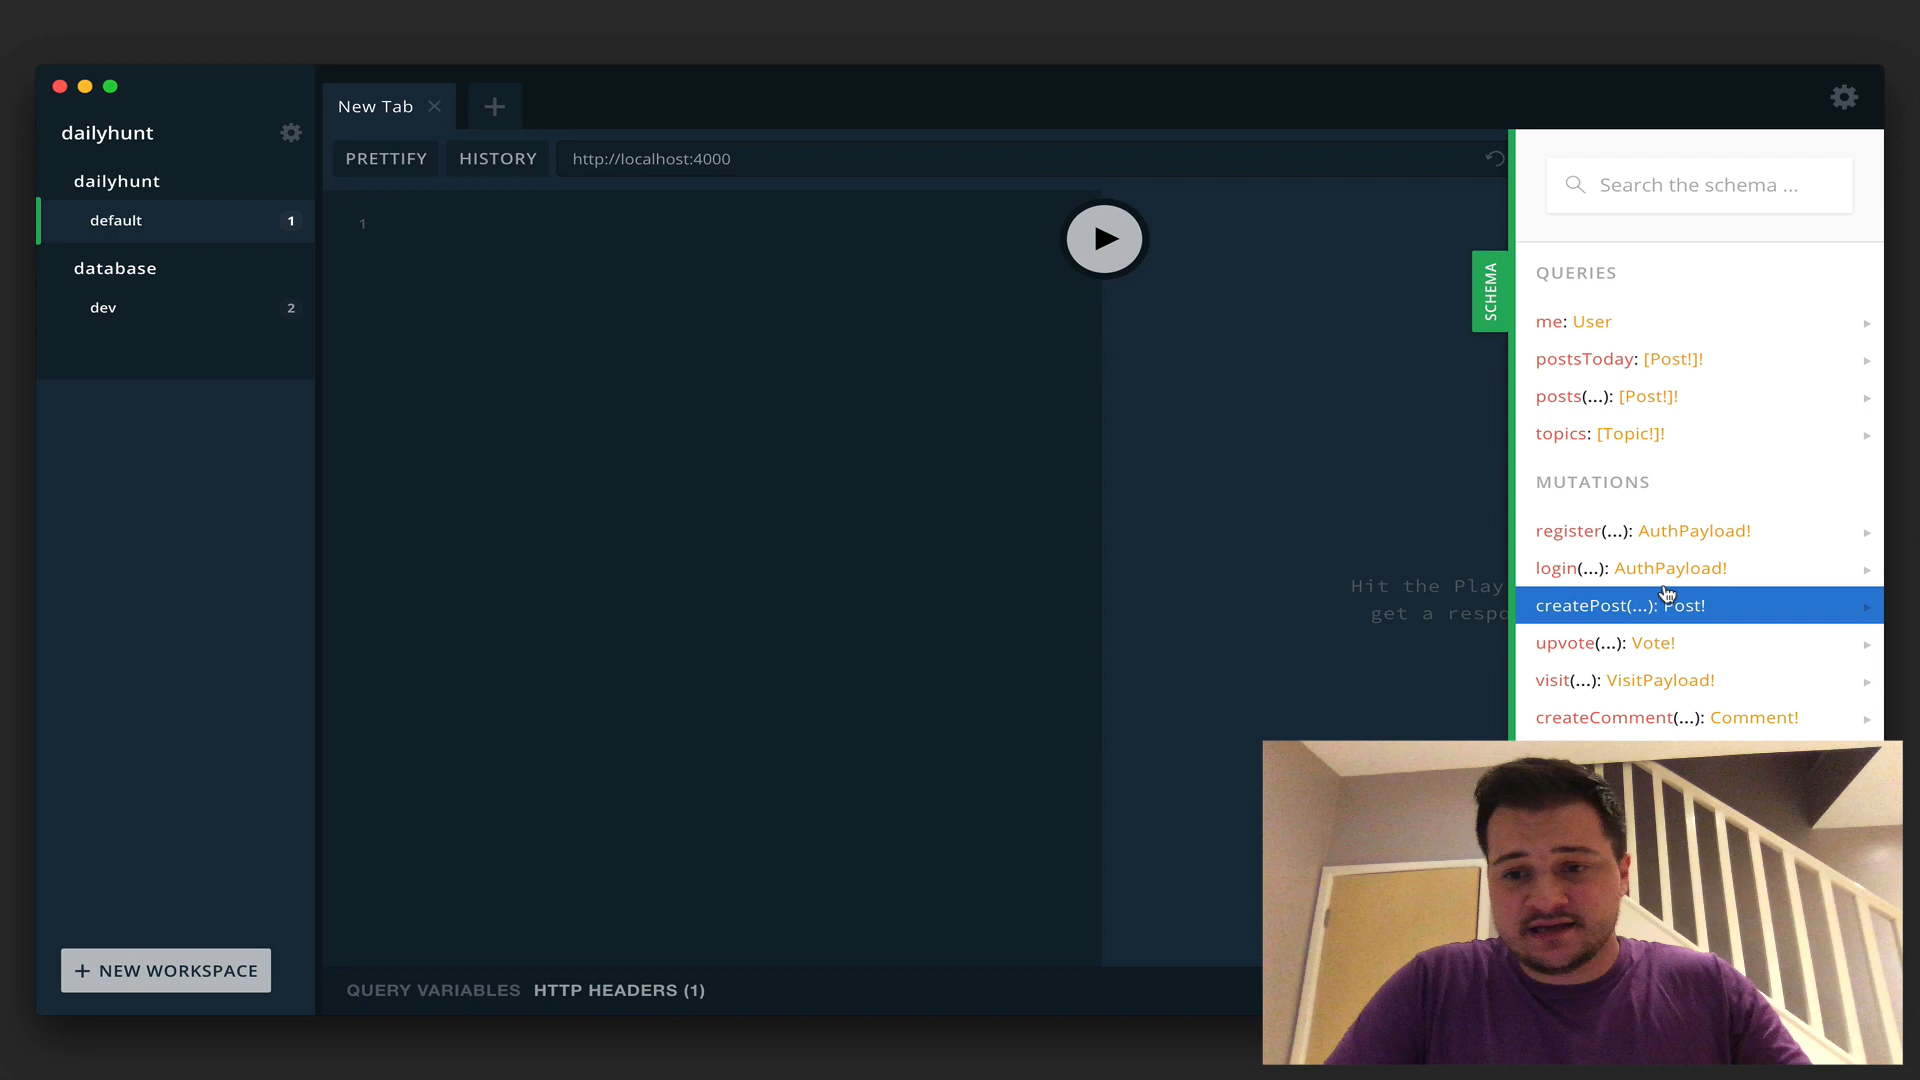 dailyhunt
dailyhunt
default 1
database
dev 2
+ NEW WORKSPACE
New Tab
PRETTIFY HISTORY http://localhost:4000
1
Hit the Play
get a respo
QUERY VARIABLES HTTP HEADERS (1)
SCHEMA
Search the schema ...
QUERIES
me: User
postsToday: [Post!]!
posts(...): [Post!]!
topics: [Topic!]!
MUTATIONS
register(...): AuthPayload!
login(...): AuthPayload!
createPost(...): Post!
upvote(...): Vote!
visit(...): VisitPayload!
createComment(...): Comment!